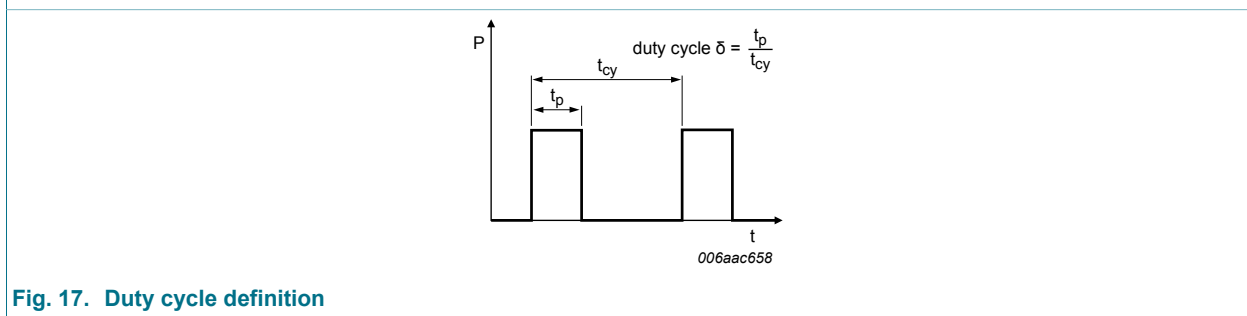 P
duty cycle δ = tp/tcy
tcy
tp
t
006aac658
Fig. 17. Duty cycle definition